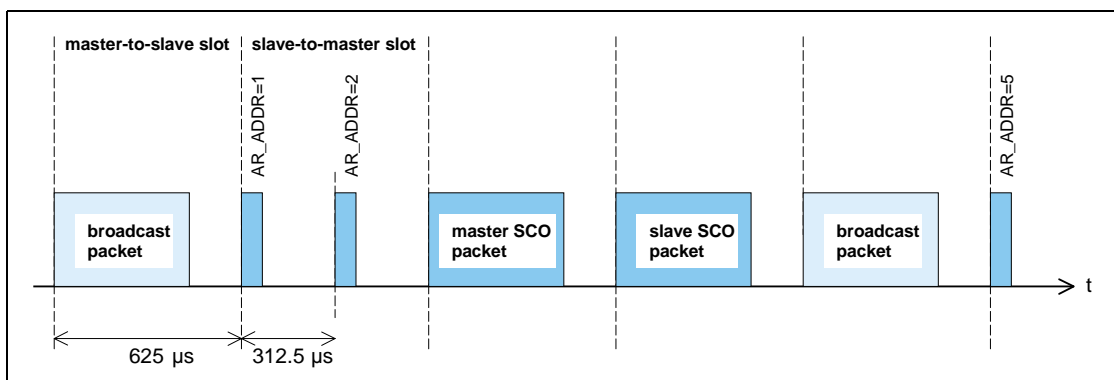 master-to-slave slot
slave-to-master slot
AR_ADDR=1
AR_ADDR=2
AR_ADDR=5
broadcast
packet
master SCO
packet
slave SCO
packet
broadcast
packet
t
625 µs
312.5 µs